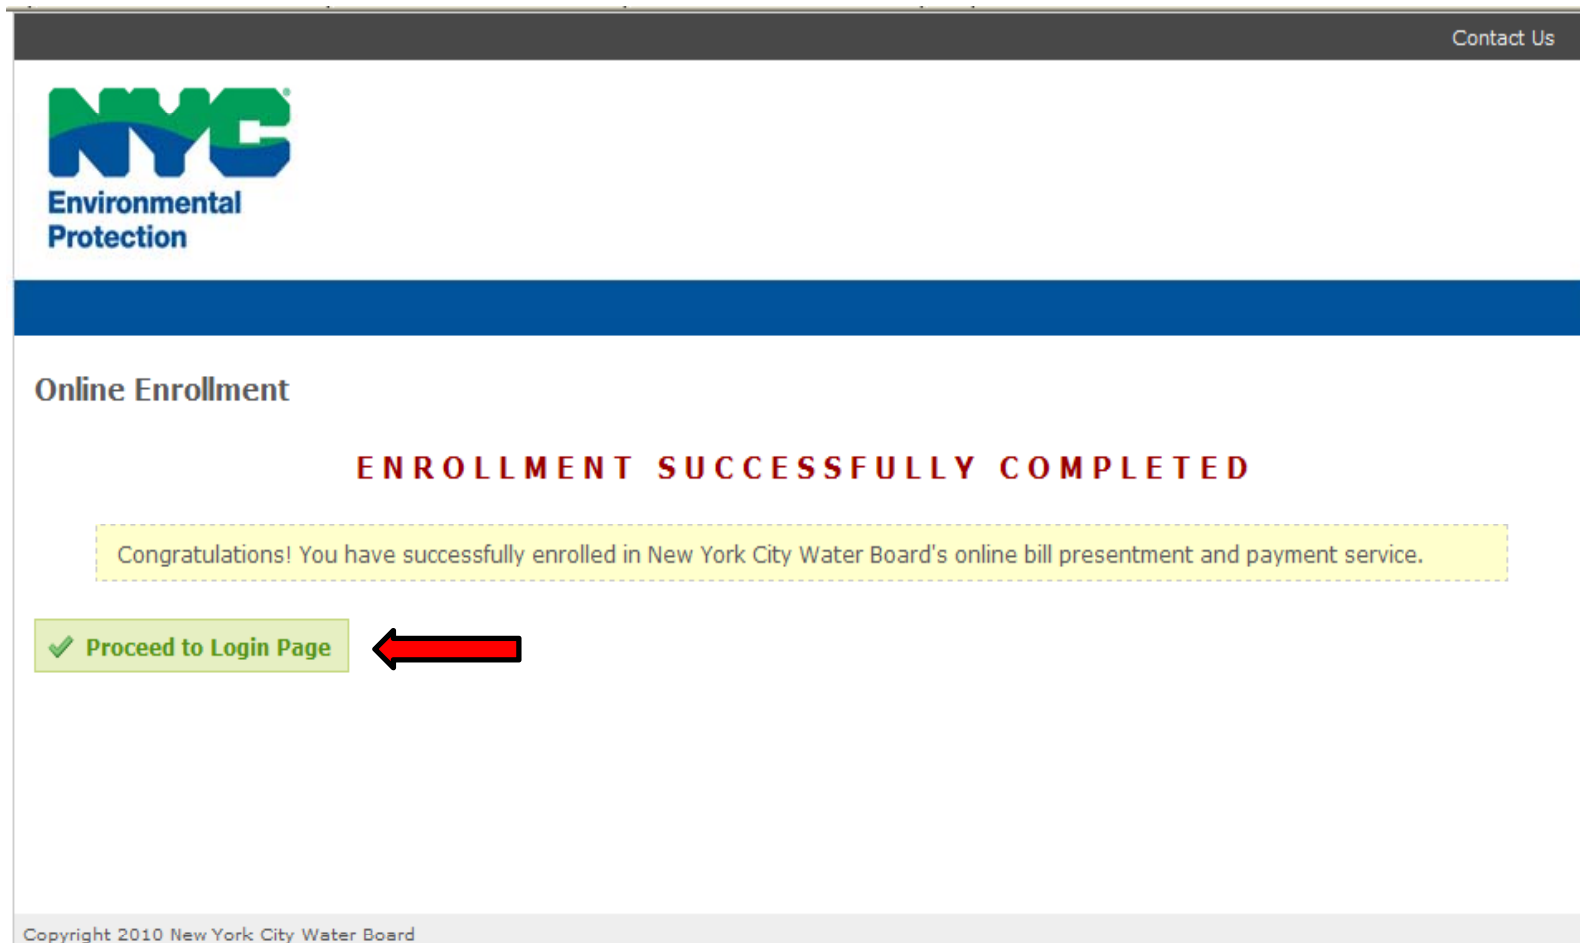 Contact Us
NYC
Environmental
Protection
Online Enrollment
ENROLLMENT SUCCESSFULLY COMPLETED
Congratulations! You have successfully enrolled in New York City Water Board's online bill presentment and payment service.
Proceed to Login Page
Copyright 2010 New York City Water Board